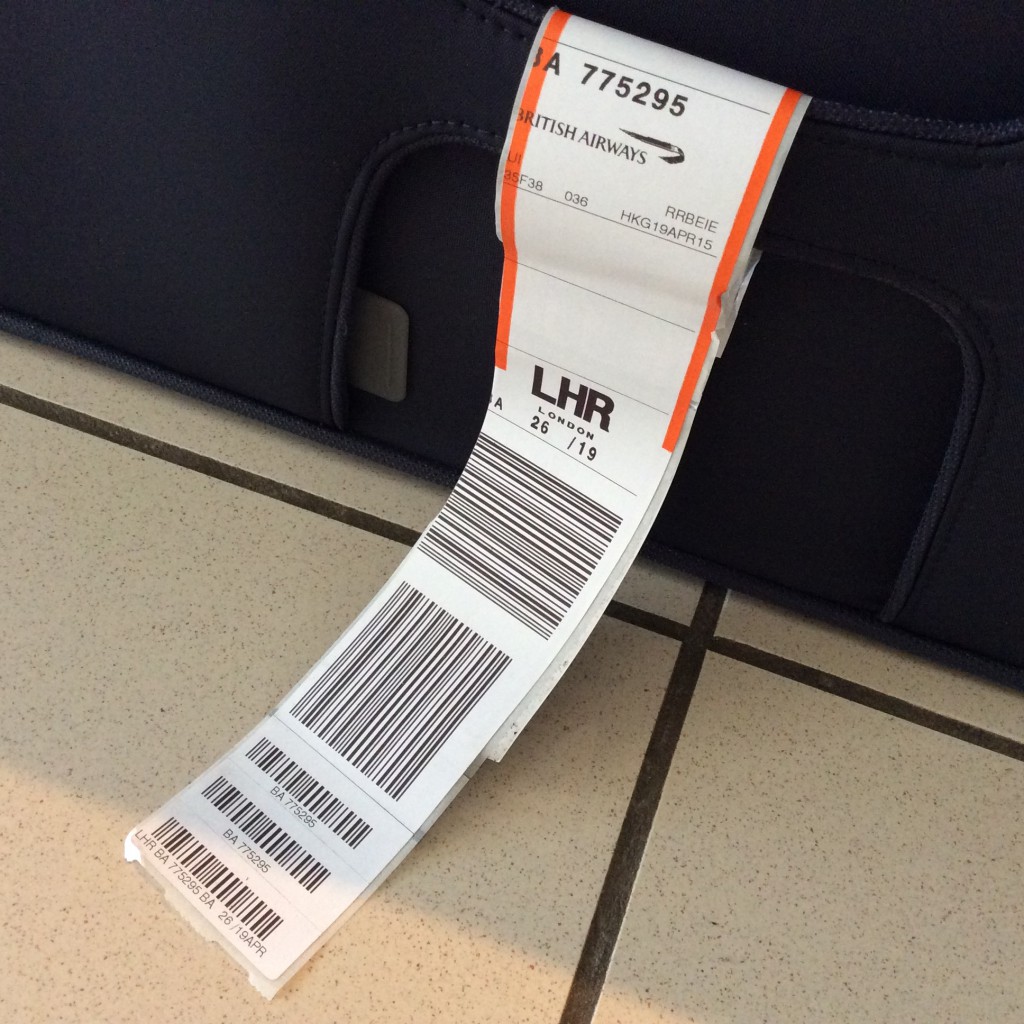 BA 775295
BRITISH AIRWAYS
RRBEIE
35F38 036 HKG19APR15
LHR
LONDON
BA 26 /19
BA 775295
BA 775295
LHR BA 775295 BA 26 /19APR